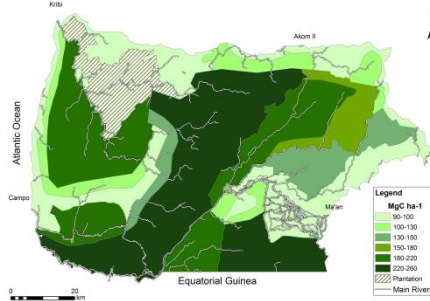 Kribi
Akom II
Atlantic Ocean
Campo
Ma'an
Equatorial Guinea
0
10
20
km
Legend
MgC ha-1
90-100
100-130
130-150
150-180
180-220
220-260
Plantation
Main River